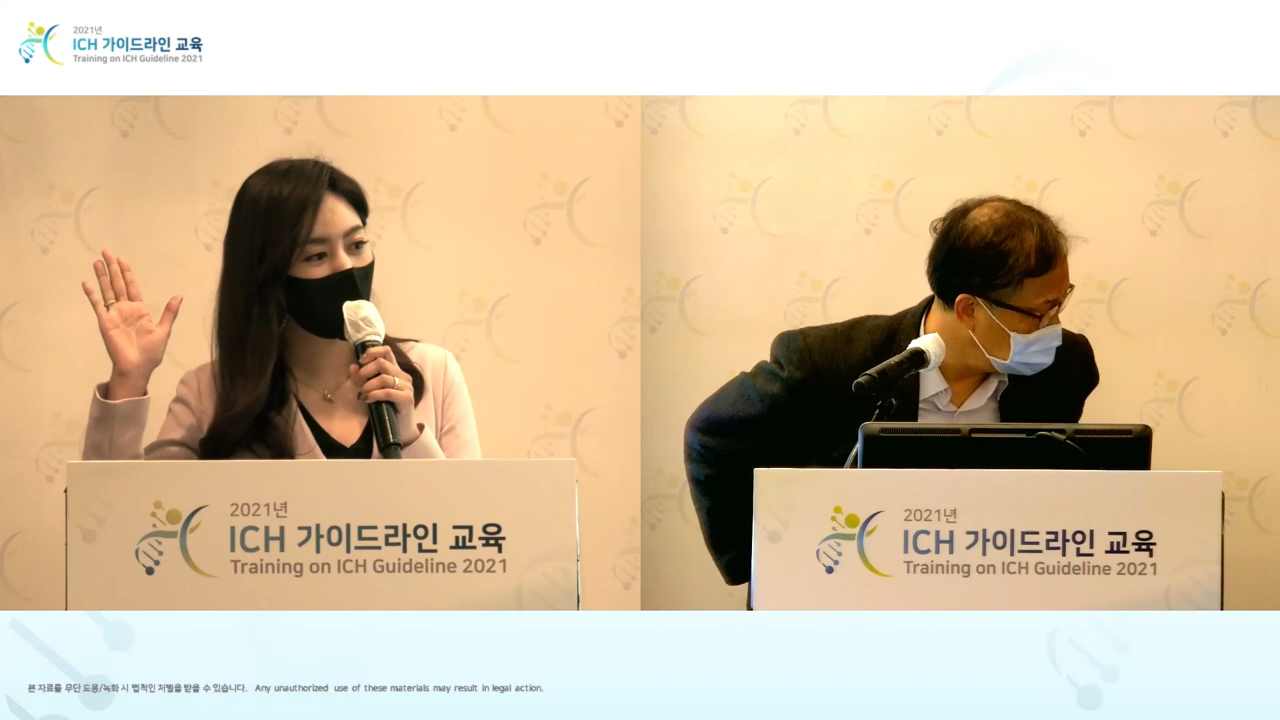 2021년
ICH 가이드라인 교육
Training on ICH Guideline 2021
2021년
ICH 가이드라인 교육
Training on ICH Guideline 2021
2021년
ICH 가이드라인 교육
Training on ICH Guideline 2021
본 자료를 무단 도용/녹화 시 법적인 처벌을 받을 수 있습니다. Any unauthorized use of these materials may result in legal action.